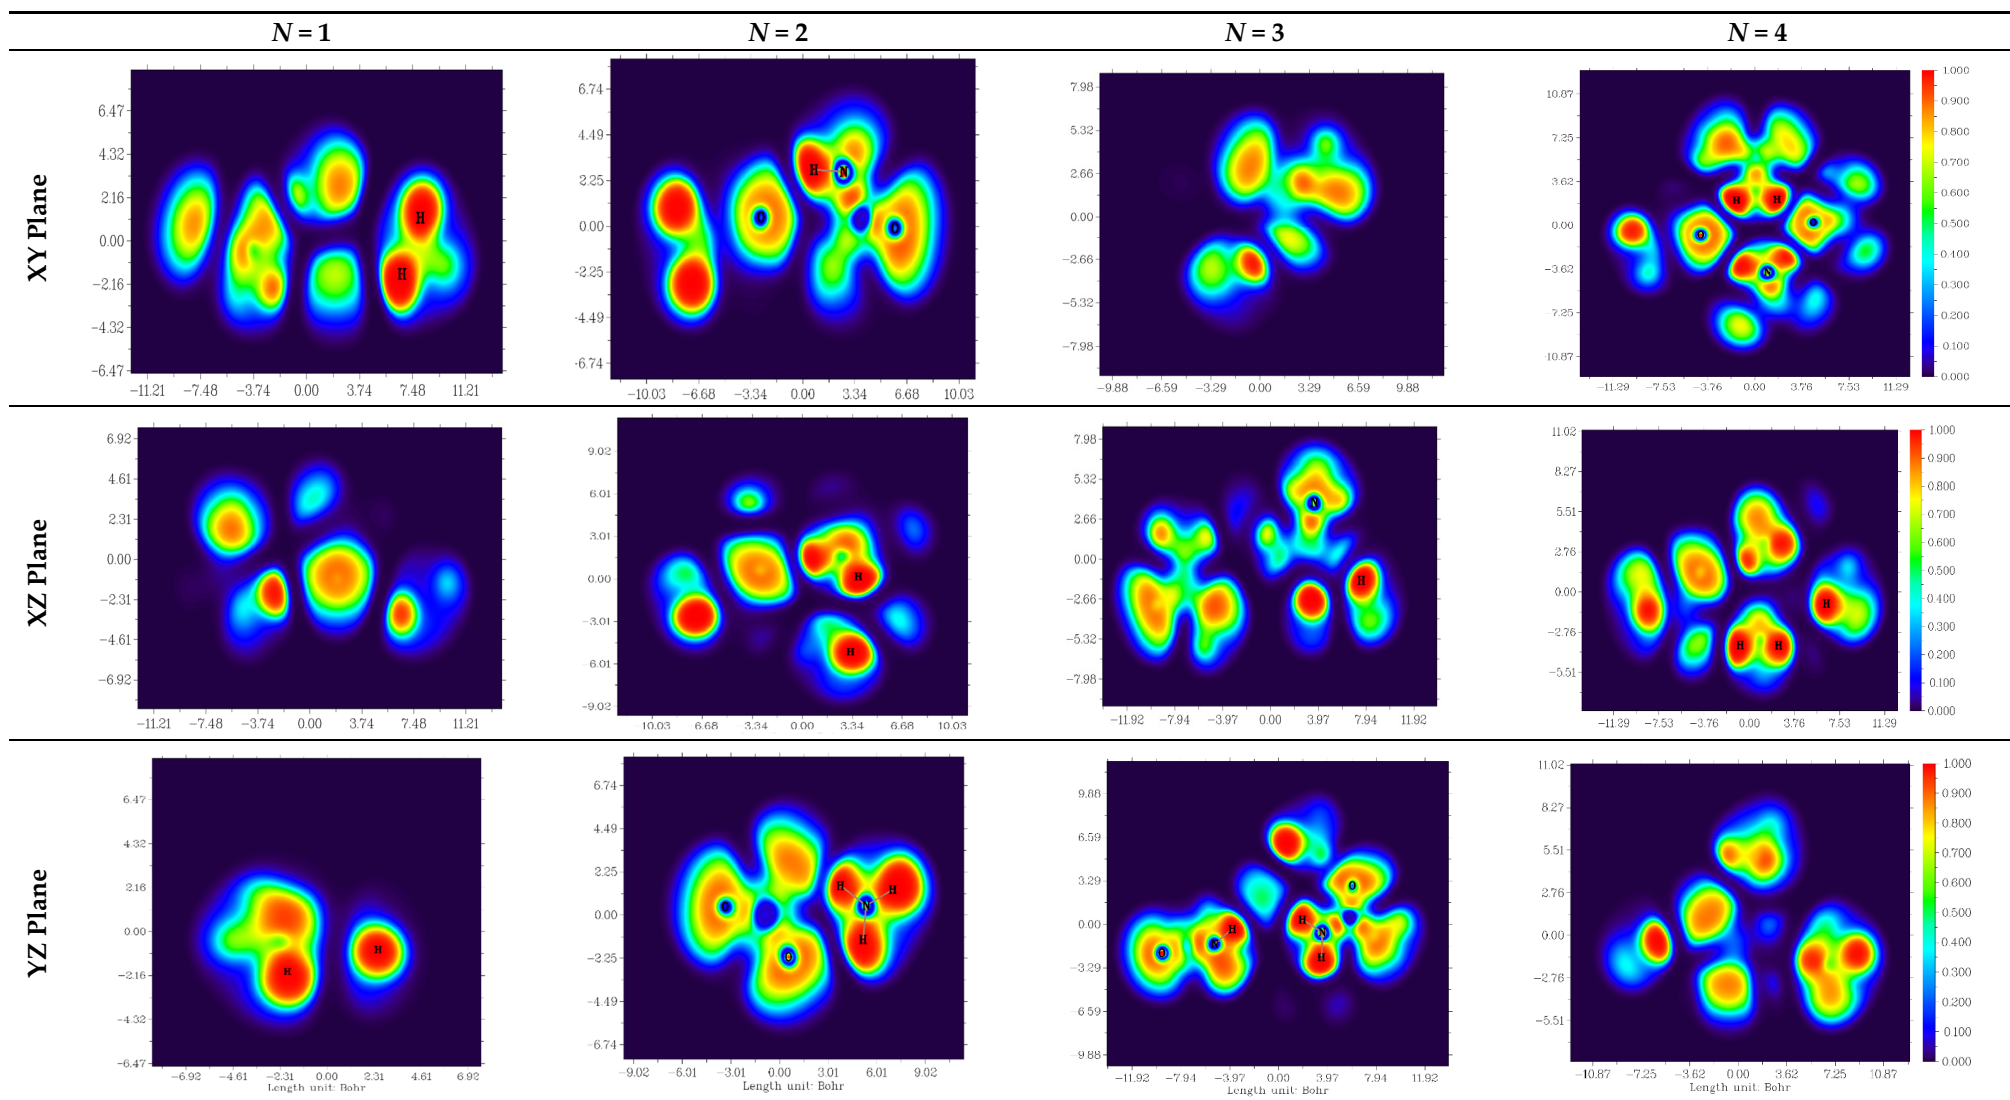 N = 1 N = 2 N = 3 N = 4
XY Plane
6.47
4.32
2.16
0.00
−2.16
−4.32
−6.47
−11.21 −7.48 −3.74 0.00 3.74 7.48 11.21
H
H
6.74
4.49
2.25
0.00
−2.25
−4.49
−6.74
−10.03 −6.68 −3.34 0.00 3.34 6.68 10.03
H N
7.98
5.32
2.66
0.00
−2.66
−5.32
−7.98
−9.88 −6.59 −3.29 0.00 3.29 6.59 9.88
10.87
7.25
3.62
0.00
−3.62
−7.25
−10.87
−11.29 −7.53 −3.76 0.00 3.76 7.53 11.29
H H
N
1.000
0.900
0.800
0.700
0.600
0.500
0.400
0.300
0.200
0.100
0.000
XZ Plane
6.92
4.61
2.31
0.00
−2.31
−4.61
−6.92
−11.21 −7.48 −3.74 0.00 3.74 7.48 11.21
9.02
6.01
3.01
0.00
−3.01
−6.01
−9.02
10.03 6.68 3.34 0.00 3.34 6.68 10.03
H
H
7.98
5.32
2.66
0.00
−2.66
−5.32
−7.98
−11.92 −7.94 −3.97 0.00 3.97 7.94 11.92
N
H
11.02
8.27
5.51
2.76
0.00
−2.76
−5.51
−11.29 −7.53 −3.76 0.00 3.76 7.53 11.29
H
H H
1.000
0.900
0.800
0.700
0.600
0.500
0.400
0.300
0.200
0.100
0.000
YZ Plane
6.47
4.32
2.16
0.00
−2.16
−4.32
−6.47
−6.92 −4.61 −2.31 0.00 2.31 4.61 6.92
Length unit: Bohr
H
H
6.74
4.49
2.25
0.00
−2.25
−4.49
−6.74
−9.02 −6.01 −3.01 0.00 3.01 6.01 9.02
Length unit: Bohr
H H
N
H
O
9.88
6.59
3.29
0.00
−3.29
−6.59
−9.88
−11.92 −7.94 −3.97 0.00 3.97 7.94 11.92
Length unit: Bohr
O
H H
N
N
O H
11.02
8.27
5.51
2.76
0.00
−2.76
−5.51
−10.87 −7.25 −3.62 0.00 3.62 7.25 10.87
Length unit: Bohr
1.000
0.900
0.800
0.700
0.600
0.500
0.400
0.300
0.200
0.100
0.000